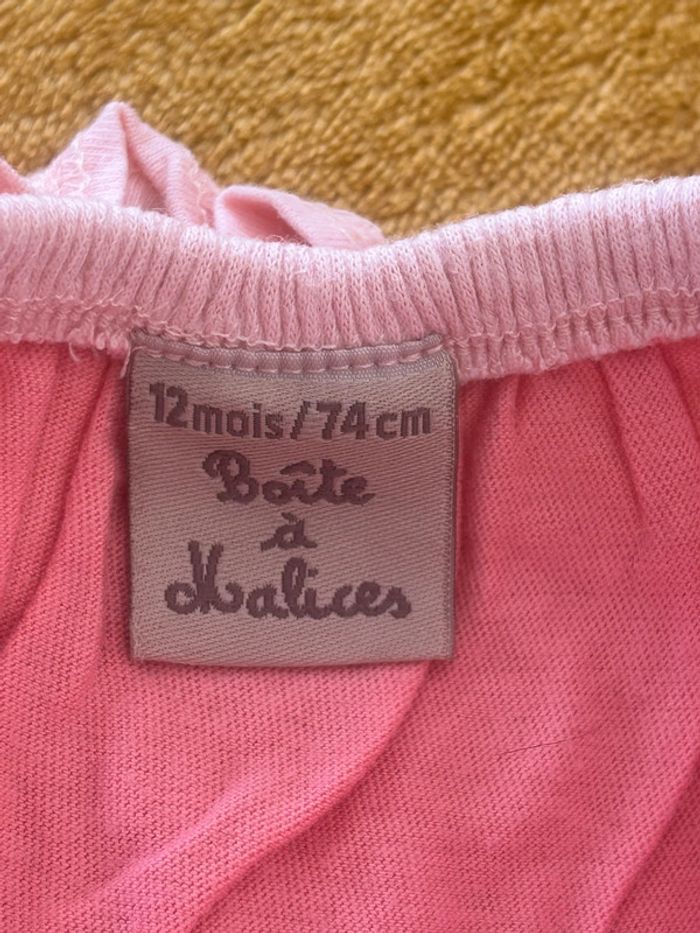 12mois/74cm
Boîte
à
Malices